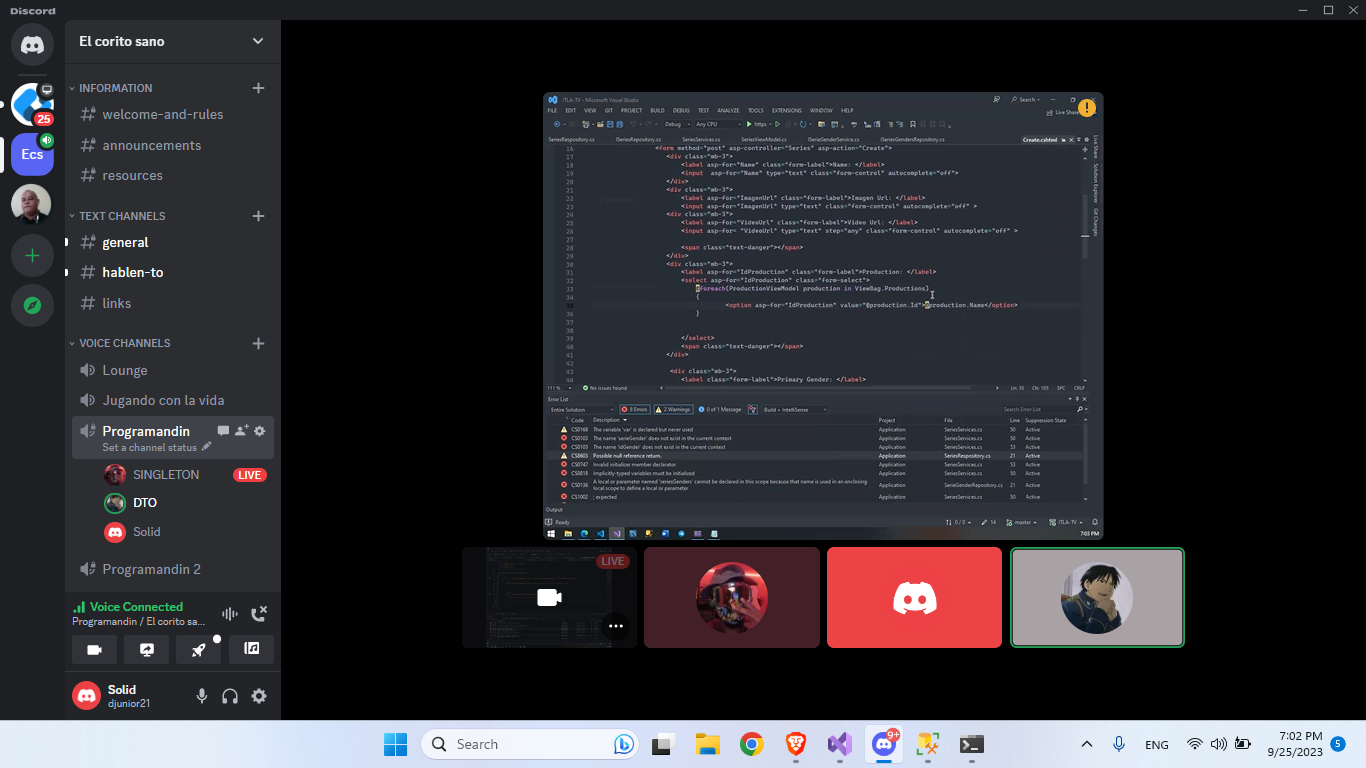 Discord
El corito sano
INFORMATION
welcome-and-rules
announcements
resources
TEXT CHANNELS
general
hablen-to
links
VOICE CHANNELS
Lounge
Jugando con la vida
Programandin
Set a channel status
SINGLETON LIVE
DTO
Solid
Programandin 2
Voice Connected
Programandin / El corito sa...
Solid
djunior21
25
Ecs
ITLA-TV - Microsoft Visual Studio
Search
FILE EDIT VIEW GIT PROJECT BUILD DEBUG TEST ANALYZE TOOLS EXTENSIONS WINDOW HELP
Live Share
Debug Any CPU https
SeriesRespository.cs ISeriesRepository.cs SeriesServices.cs SeriesViewModel.cs ISerieGenderService.cs ISeriesGendersRepository.cs Create.cshtml
16 <form method="post" asp-controller="Series" asp-action="Create">
17 <div class="mb-3">
18 <label asp-for="Name" class="form-label">Name: </label>
19 <input asp-for="Name" type="text" class="form-control" autocomplete="off">
20 </div>
21 <div class="mb-3">
22 <label asp-for="ImagenUrl" class="form-label">Imagen Url: </label>
23 <input asp-for="ImagenUrl" type="text" class="form-control" autocomplete="off" >
24 <div class="mb-3">
25 <label asp-for="VideoUrl" class="form-label">Video Url: </label>
26 <input asp-for= "VideoUrl" type="text" step="any" class="form-control" autocomplete="off" >
27
28 <span class="text-danger"></span>
29 </div>
30 <div class="mb-3">
31 <label asp-for="IdProduction" class="form-label">Production: </label>
32 <select asp-for="IdProduction" class="form-select">
33 @foreach(ProductionViewModel production in ViewBag.Productions)
34 {
35 <option asp-for="IdProduction" value="@production.Id">@production.Name</option>
36 }
37
38
39 </select>
40 <span class="text-danger"></span>
41 </div>
42
43 <div class="mb-3">
44 <label class="form-label">Primary Gender: </label>
Live Share
Solution Explorer
Git Changes
111 % No issues found Ln: 35 Ch: 105 SPC CRLF
Error List
Entire Solution 8 Errors 2 Warnings 0 of 1 Message Build + IntelliSense Search Error List
Code Description Project File Line Suppression State
CS0168 The variable 'var' is declared but never used Application SeriesServices.cs 50 Active
CS0103 The name 'serieGender' does not exist in the current context Application SeriesServices.cs 50 Active
CS0103 The name 'IdGender' does not exist in the current context Application SeriesServices.cs 53 Active
CS8603 Possible null reference return. Application SeriesRespository.cs 21 Active
CS0747 Invalid initializer member declarator Application SeriesServices.cs 53 Active
CS0818 Implicitly-typed variables must be initialized Application SeriesServices.cs 50 Active
CS0136 A local or parameter named 'seriesGenders' cannot be declared in this scope because that name is used in an enclosing local scope to define a local or parameter Application SerieGenderRepository.cs 21 Active
CS1002 ; expected Application SeriesServices.cs 50 Active
Output
Ready 0 / 0 14 master ITLA-TV
7:03 PM
LIVE
Search
9+
ENG
7:02 PM
9/25/2023
5